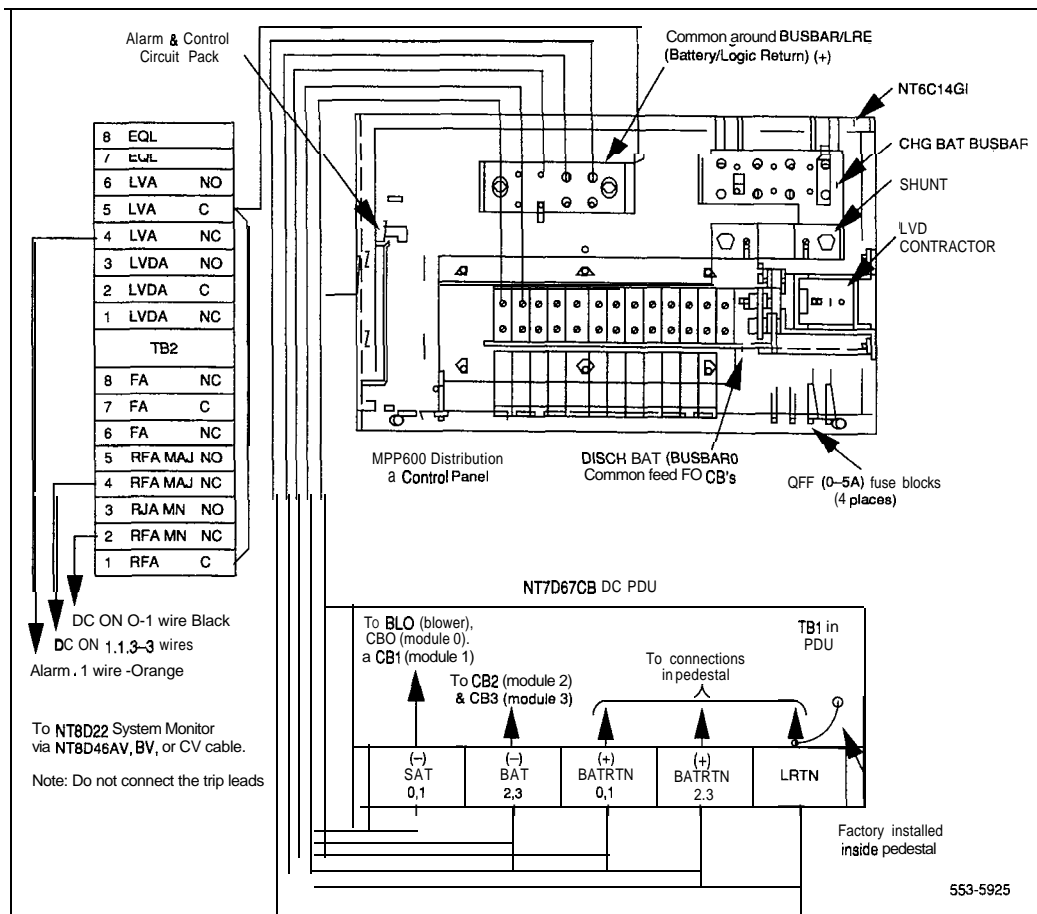 Alarm & Control
Circuit Pack
Common around BUSBAR/LRE
(Battery/Logic Return) (+)
NT6C14GI
CHG BAT BUSBAR
SHUNT
LVD
CONTRACTOR
8 EQL
7 EQL
6 LVA NO
5 LVA C
4 LVA NC
3 LVDA NO
2 LVDA C
1 LVDA NC
TB2
8 FA NC
7 FA C
6 FA NC
5 RFA MAJ NO
4 RFA MAJ NC
3 RJA MN NO
2 RFA MN NC
1 RFA C
MPP600 Distribution
a Control Panel
DISCH BAT (BUSBAR0
Common feed FO CB's
QFF (0–5A) fuse blocks
(4 places)
DC ON O-1 wire Black
DC ON 1.1.3–3 wires
Alarm . 1 wire -Orange
To NT8D22 System Monitor
via NT8D46AV, BV, or CV cable.
Note: Do not connect the trip leads
NT7D67CB DC PDU
To BLO (blower),
CBO (module 0).
a CB1 (module 1)
To CB2 (module 2)
& CB3 (module 3)
To connections
in pedestal
TB1 in
PDU
(–) SAT 0,1
(–) BAT 2,3
(+) BATRTN 0,1
(+) BATRTN 2.3
LRTN
Factory installed
inside pedestal
553-5925